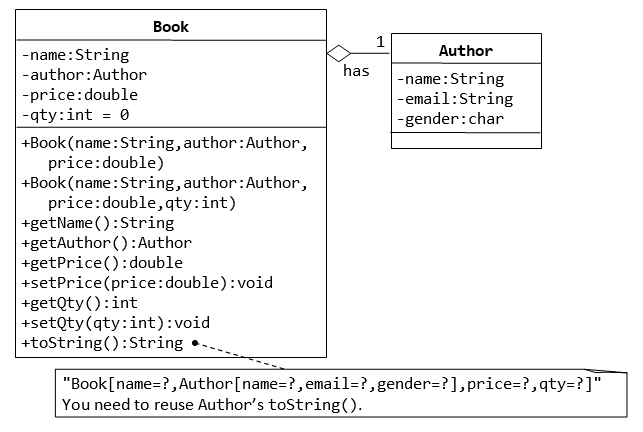 Book
-name:String
-author:Author
-price:double
-qty:int = 0
+Book(name:String,author:Author,
price:double)
+Book(name:String,author:Author,
price:double,qty:int)
+getName():String
+getAuthor():Author
+getPrice():double
+setPrice(price:double):void
+getQty():int
+setQty(qty:int):void
+toString():String
1
has
Author
-name:String
-email:String
-gender:char
"Book[name=?,Author[name=?,email=?,gender=?],price=?,qty=?]"
You need to reuse Author’s toString().